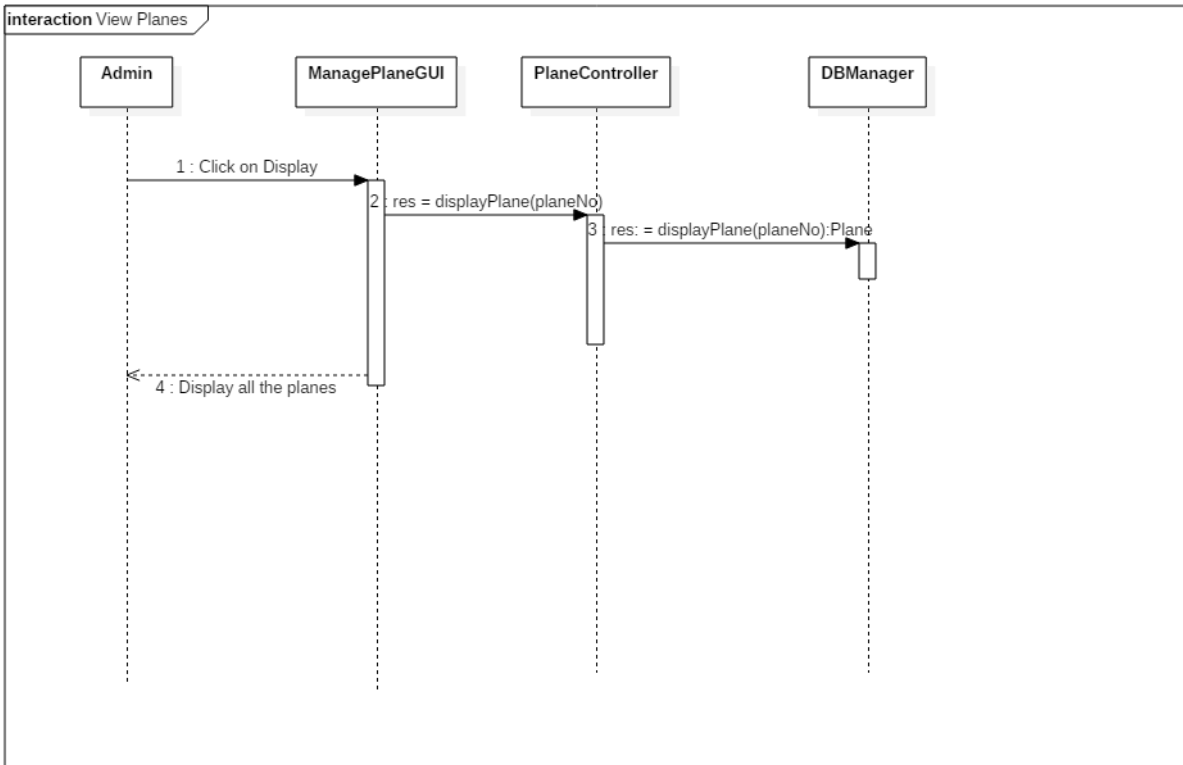 interaction View Planes
Admin
ManagePlaneGUI
PlaneController
DBManager
1 : Click on Display
2 : res = displayPlane(planeNo)
3 : res: = displayPlane(planeNo):Plane
4 : Display all the planes